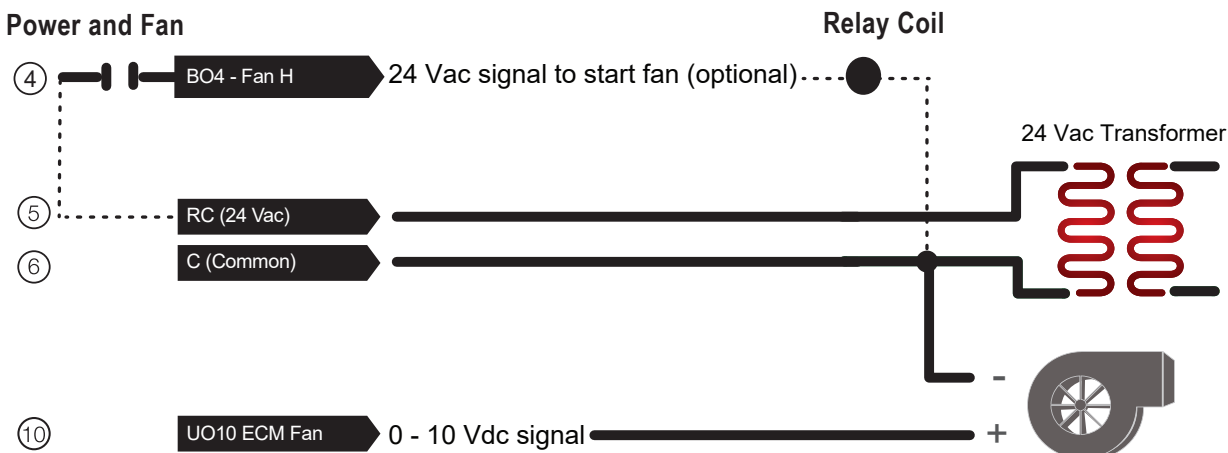 Power and Fan
Relay Coil
4 BO4 - Fan H 24 Vac signal to start fan (optional)
24 Vac Transformer
5 RC (24 Vac)
6 C (Common)
-
10 UO10 ECM Fan 0 - 10 Vdc signal +